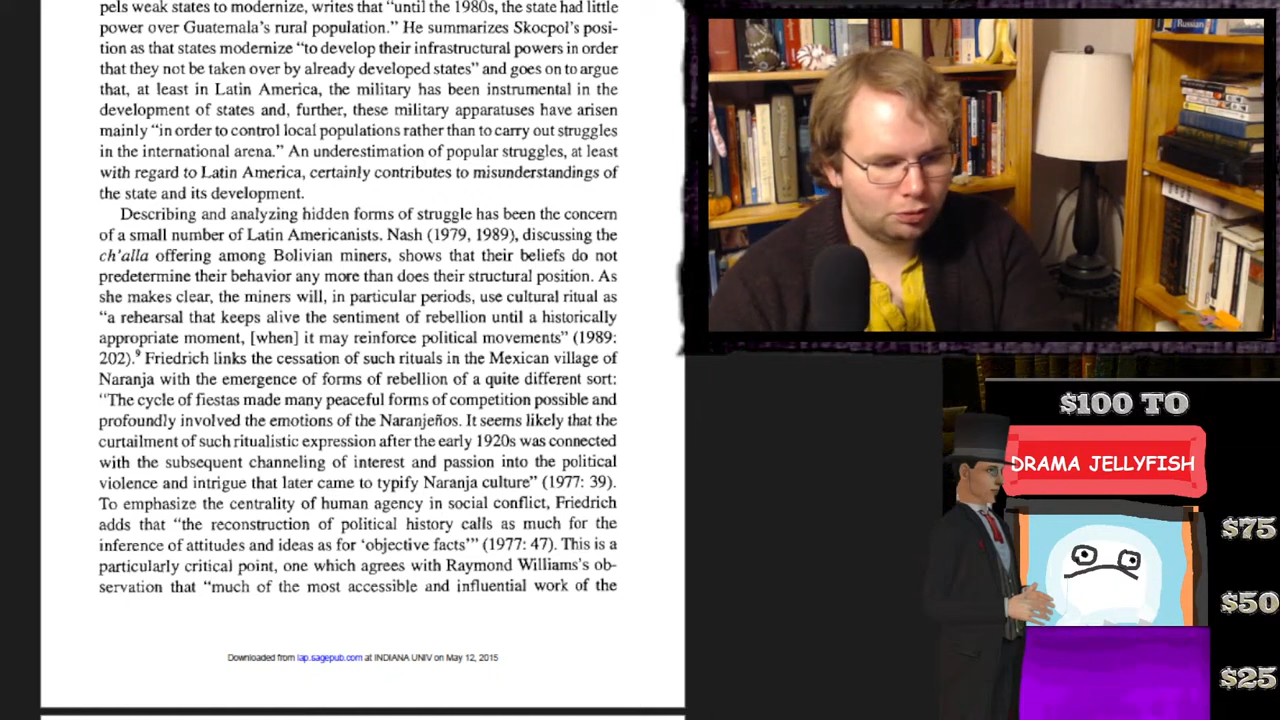 pels weak states to modernize, writes that "until the 1980s, the state had little
power over Guatemala's rural population." He summarizes Skocpol's posi-
tion as that states modernize "to develop their infrastructural powers in order
that they not be taken over by already developed states" and goes on to argue
that, at least in Latin America, the military has been instrumental in the
development of states and, further, these military apparatuses have arisen
mainly "in order to control local populations rather than to carry out struggles
in the international arena." An underestimation of popular struggles, at least
with regard to Latin America, certainly contributes to misunderstandings of
the state and its development.
Describing and analyzing hidden forms of struggle has been the concern
of a small number of Latin Americanists. Nash (1979, 1989), discussing the
ch'alla offering among Bolivian miners, shows that their beliefs do not
predetermine their behavior any more than does their structural position. As
she makes clear, the miners will, in particular periods, use cultural ritual as
"a rehearsal that keeps alive the sentiment of rebellion until a historically
appropriate moment, [when] it may reinforce political movements" (1989:
202).⁹ Friedrich links the cessation of such rituals in the Mexican village of
Naranja with the emergence of forms of rebellion of a quite different sort:
"The cycle of fiestas made many peaceful forms of competition possible and
profoundly involved the emotions of the Naranjeños. It seems likely that the
curtailment of such ritualistic expression after the early 1920s was connected
with the subsequent channeling of interest and passion into the political
violence and intrigue that later came to typify Naranja culture" (1977: 39).
To emphasize the centrality of human agency in social conflict, Friedrich
adds that "the reconstruction of political history calls as much for the
inference of attitudes and ideas as for 'objective facts'" (1977: 47). This is a
particularly critical point, one which agrees with Raymond Williams's ob-
servation that "much of the most accessible and influential work of the
Downloaded from lap.sagepub.com at INDIANA UNIV on May 12, 2015
Russian
$100 TO
DRAMA JELLYFISH
$75
$50
$25